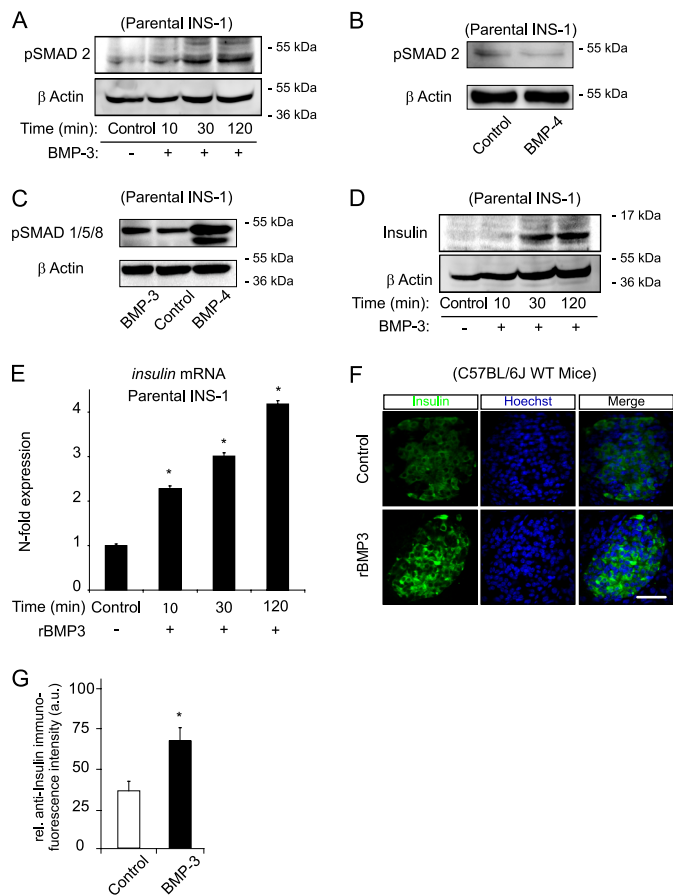 A
(Parental INS-1)
pSMAD 2
- 55 kDa
β Actin
- 55 kDa
- 36 kDa
Time (min): Control 10 30 120
BMP-3: - + + +
B
(Parental INS-1)
pSMAD 2
- 55 kDa
β Actin
- 55 kDa
Control
BMP-4
C
(Parental INS-1)
pSMAD 1/5/8
- 55 kDa
β Actin
- 55 kDa
- 36 kDa
BMP-3
Control
BMP-4
D
(Parental INS-1)
- 17 kDa
Insulin
- 55 kDa
β Actin
- 36 kDa
Time (min): Control 10 30 120
BMP-3: - + + +
E
insulin mRNA
Parental INS-1
N-fold expression
4
3
2
1
0
* * *
Time (min) Control 10 30 120
rBMP3 - + + +
F
(C57BL/6J WT Mice)
Insulin Hoechst Merge
Control
rBMP3
G
rel. anti-Insulin immuno-
fuorescence intensity (a.u.)
100
75
50
25
0
*
Control
BMP-3